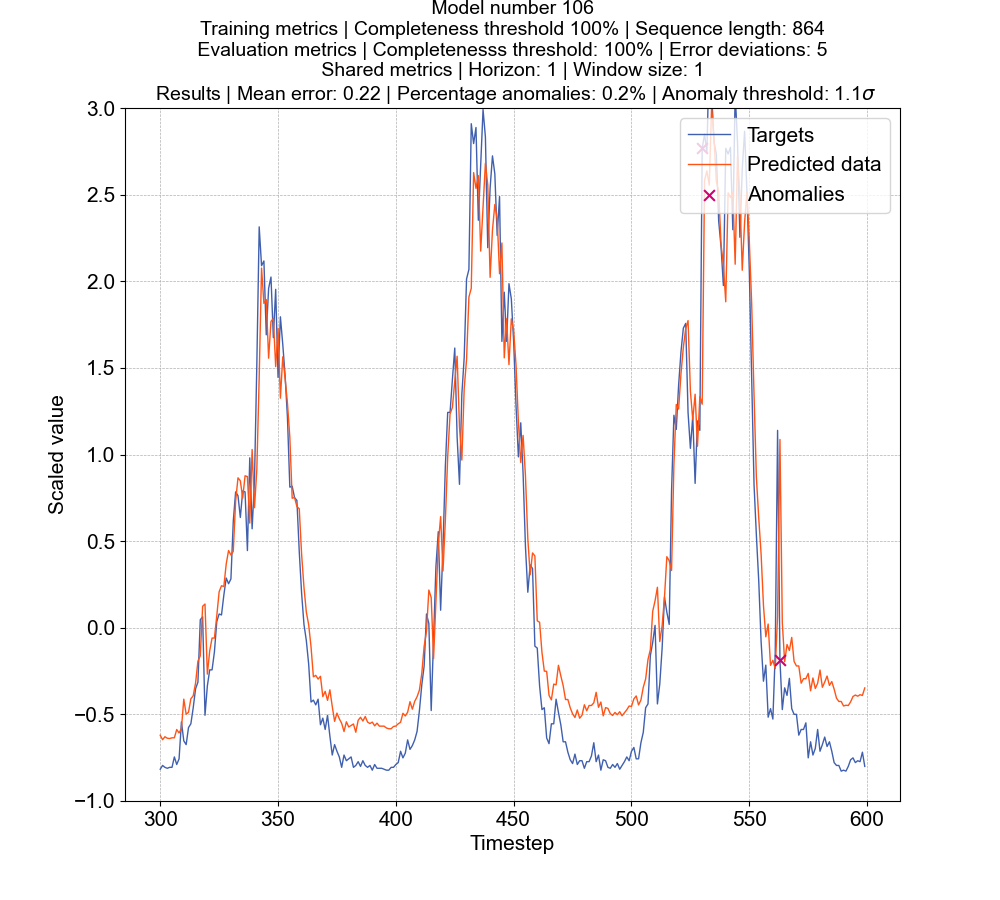 Model number 106
Training metrics | Completeness threshold 100% | Sequence length: 864
Evaluation metrics | Completenesss threshold: 100% | Error deviations: 5
Shared metrics | Horizon: 1 | Window size: 1
Results | Mean error: 0.22 | Percentage anomalies: 0.2% | Anomaly threshold: 1.1σ
Targets
Predicted data
Anomalies
Scaled value
3.0
2.5
2.0
1.5
1.0
0.5
0.0
−0.5
−1.0
300 350 400 450 500 550 600
Timestep